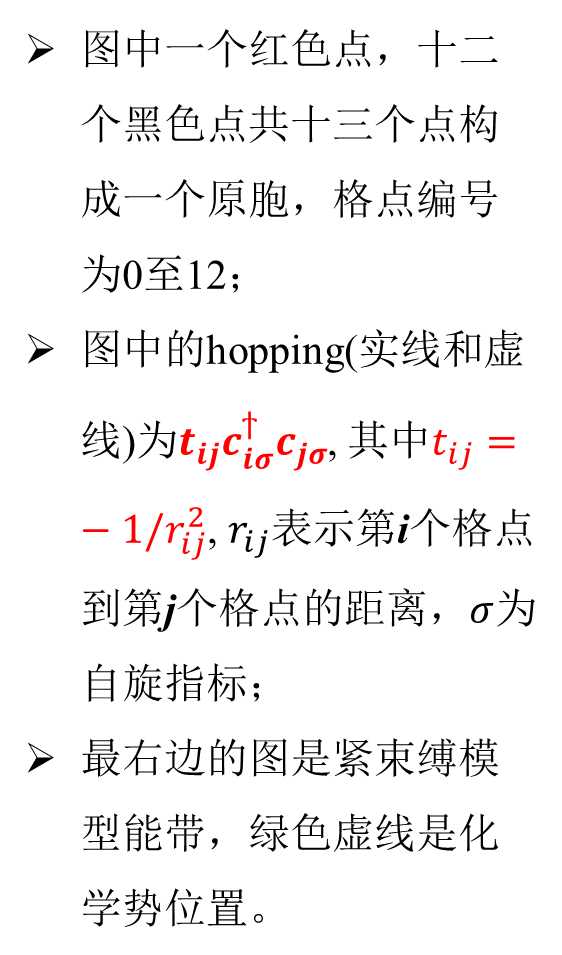 ➢ 图中一个红色点，十二
个黑色点共十三个点构
成一个原胞，格点编号
为0至12；
➢ 图中的hopping(实线和虚
线)为$t_{ij}c_{i\sigma}^{\dagger}c_{j\sigma}$, 其中$t_{ij} =$
$-1/r_{ij}^2$, $r_{ij}$表示第i个格点
到第j个格点的距离，σ为
自旋指标；
➢ 最右边的图是紧束缚模
型能带，绿色虚线是化
学势位置。